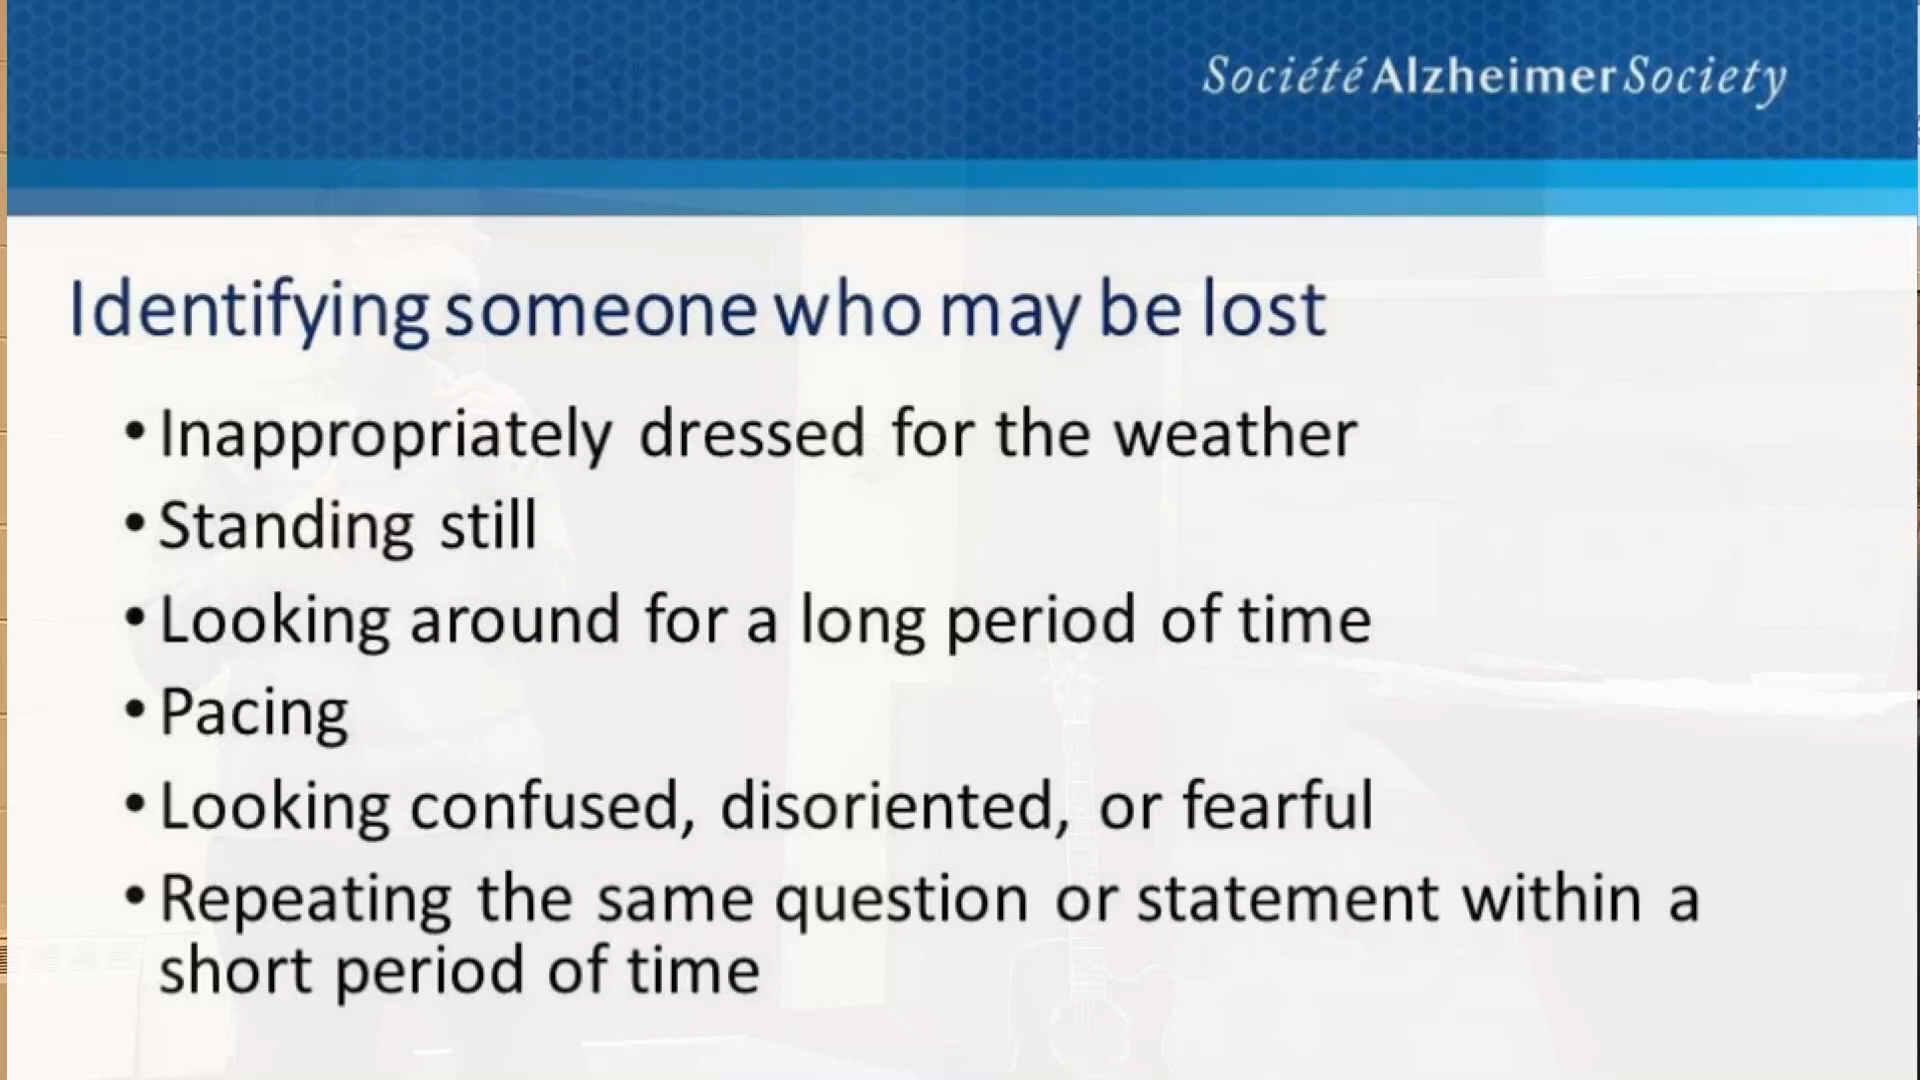 Société Alzheimer Society
Identifying someone who may be lost
• Inappropriately dressed for the weather
• Standing still
• Looking around for a long period of time
• Pacing
• Looking confused, disoriented, or fearful
• Repeating the same question or statement within a
short period of time